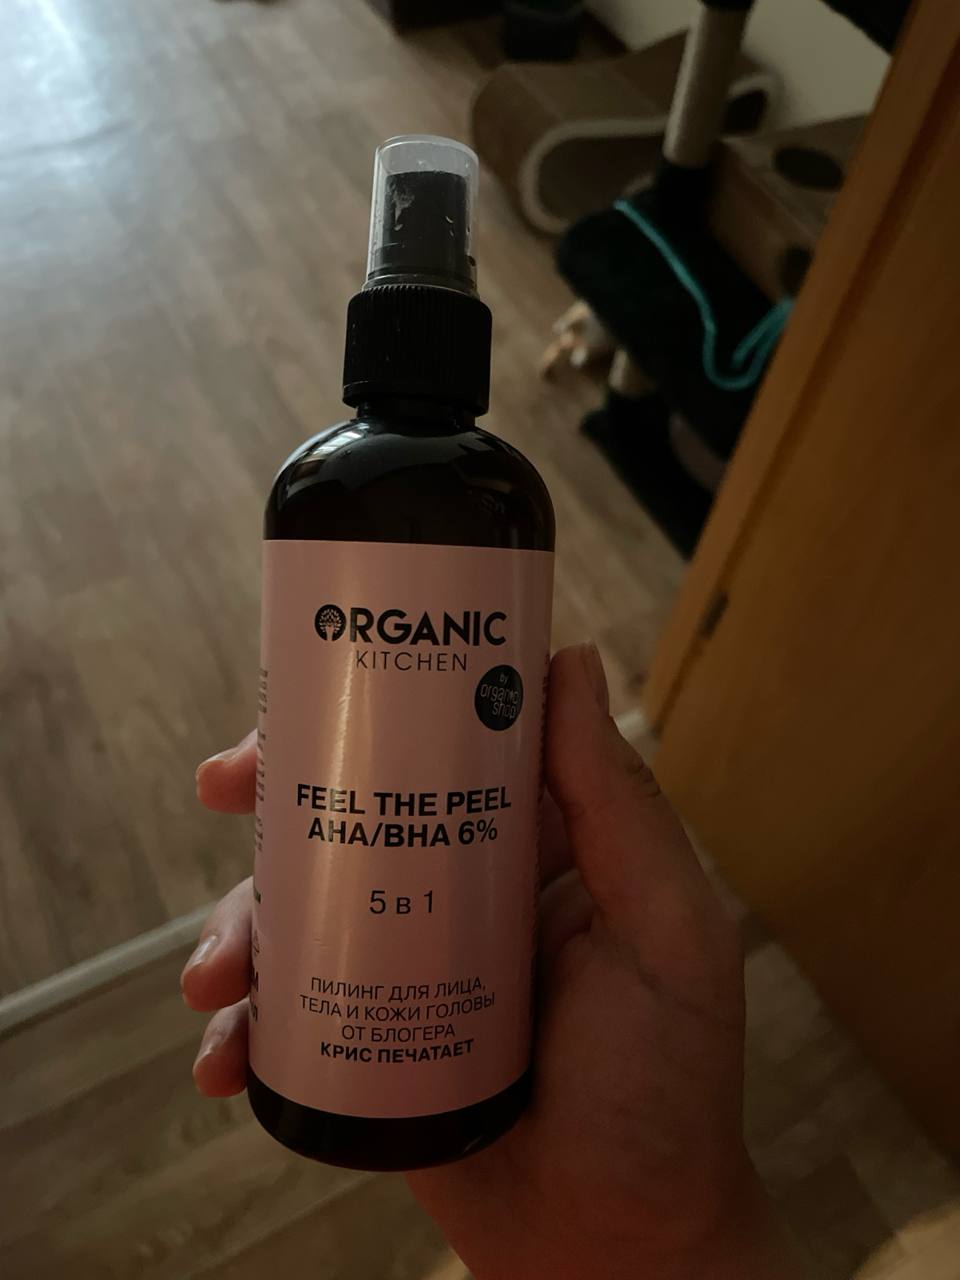 ORGANIC
KITCHEN
by
organic
shop
FEEL THE PEEL
AHA/BHA 6%
5 в 1
ПИЛИНГ ДЛЯ ЛИЦА,
ТЕЛА И КОЖИ ГОЛОВЫ
ОТ БЛОГЕРА
КРИС ПЕЧАТАЕТ